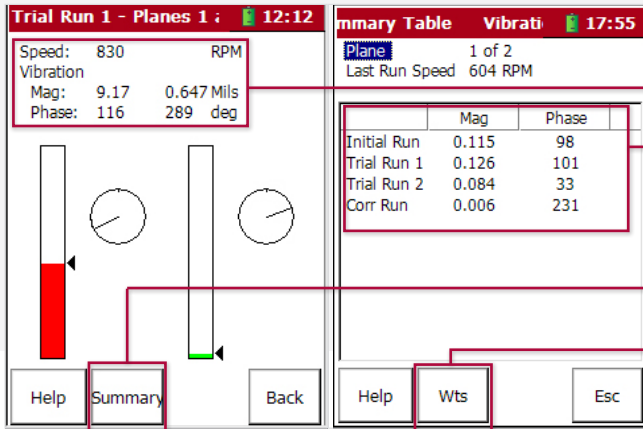 Trial Run 1 - Planes 1 12:12
Speed: 830 RPM
Vibration
Mag: 9.17 0.647 Mils
Phase: 116 289 deg
Help Summary Back
mmary Table Vibrati 17:55
Plane 1 of 2
Last Run Speed 604 RPM
Mag Phase
Initial Run 0.115 98
Trial Run 1 0.126 101
Trial Run 2 0.084 33
Corr Run 0.006 231
Help Wts Esc